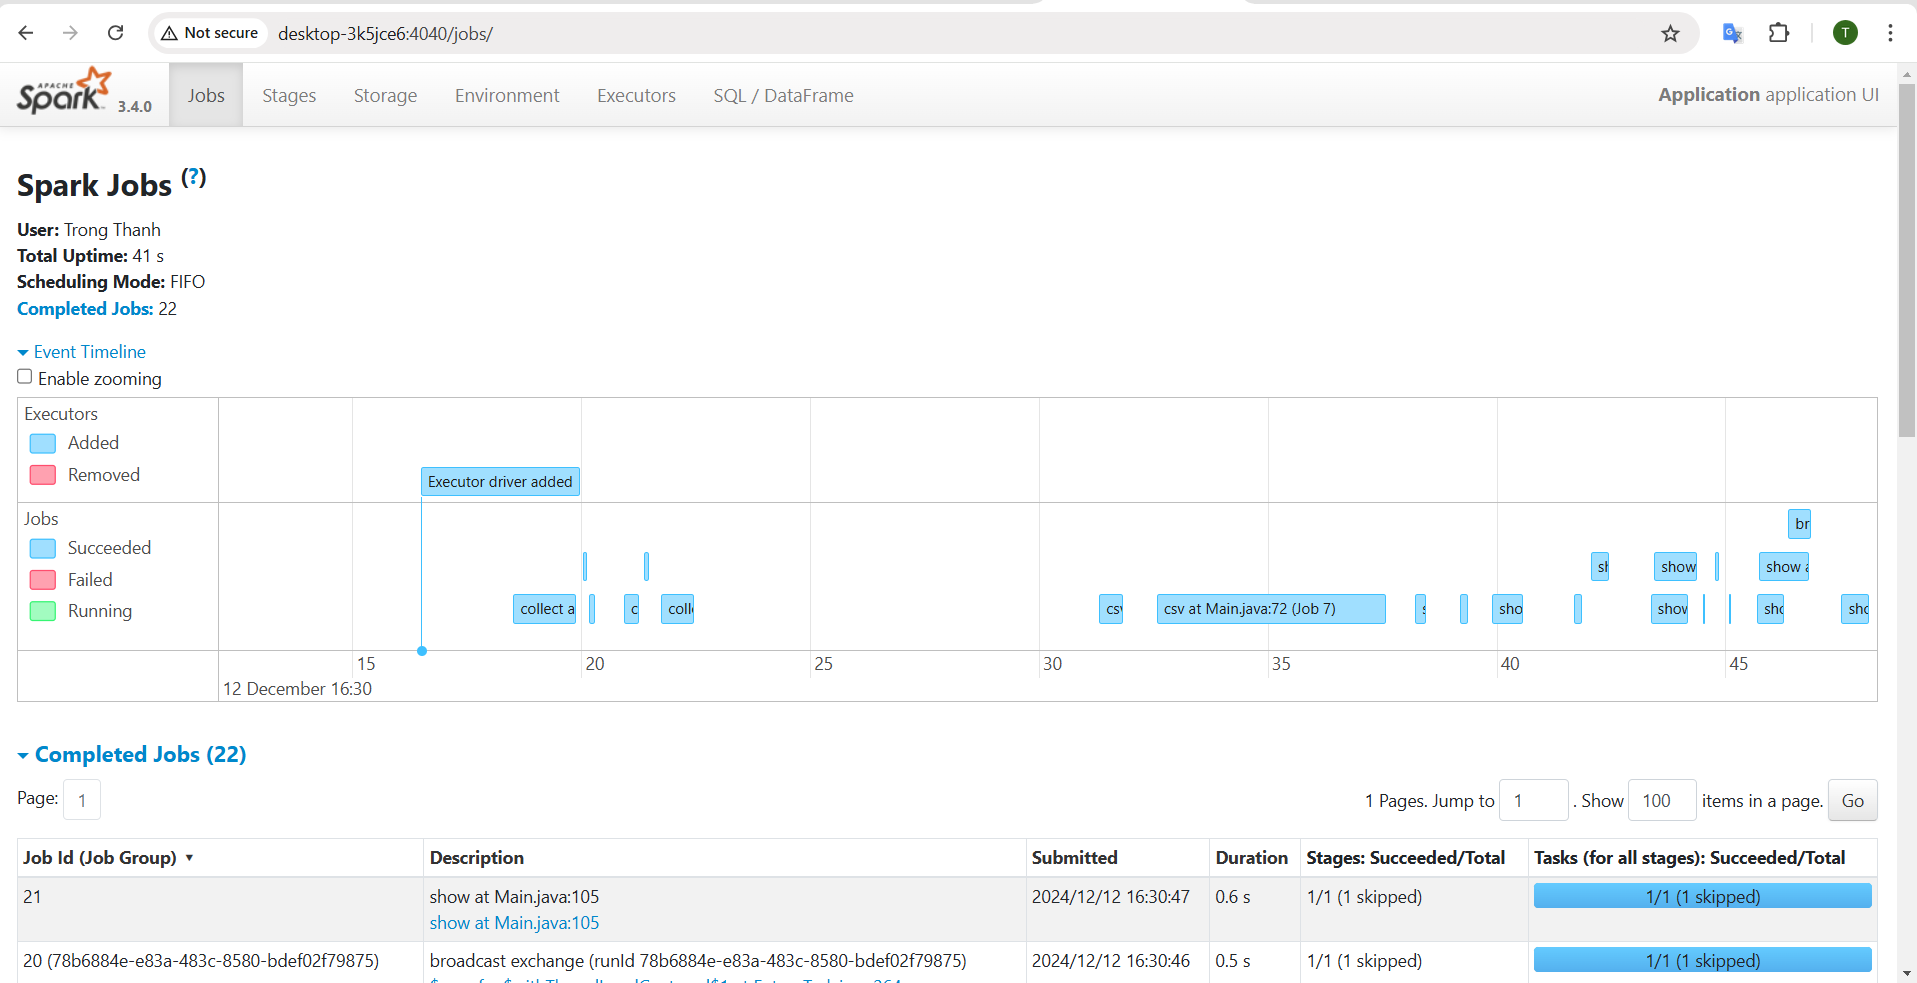 Not secure desktop-3k5jce6:4040/jobs/
T
APACHE Spark 3.4.0 Jobs Stages Storage Environment Executors SQL / DataFrame Application application UI
Spark Jobs (?)
User: Trong Thanh
Total Uptime: 41 s
Scheduling Mode: FIFO
Completed Jobs: 22
Event Timeline
Enable zooming
Executors
Added
Removed
Executor driver added
Jobs
Succeeded
Failed
Running
br
sh show show a
collect a c coll csv csv at Main.java:72 (Job 7) s sho show sho sho
15 20 25 30 35 40 45
12 December 16:30
Completed Jobs (22)
Page: 1 1 Pages. Jump to 1 . Show 100 items in a page. Go
Job Id (Job Group) ▾ Description Submitted Duration Stages: Succeeded/Total Tasks (for all stages): Succeeded/Total
21 show at Main.java:105 2024/12/12 16:30:47 0.6 s 1/1 (1 skipped) 1/1 (1 skipped)
show at Main.java:105
20 (78b6884e-e83a-483c-8580-bdef02f79875) broadcast exchange (runId 78b6884e-e83a-483c-8580-bdef02f79875) 2024/12/12 16:30:46 0.5 s 1/1 (1 skipped) 1/1 (1 skipped)